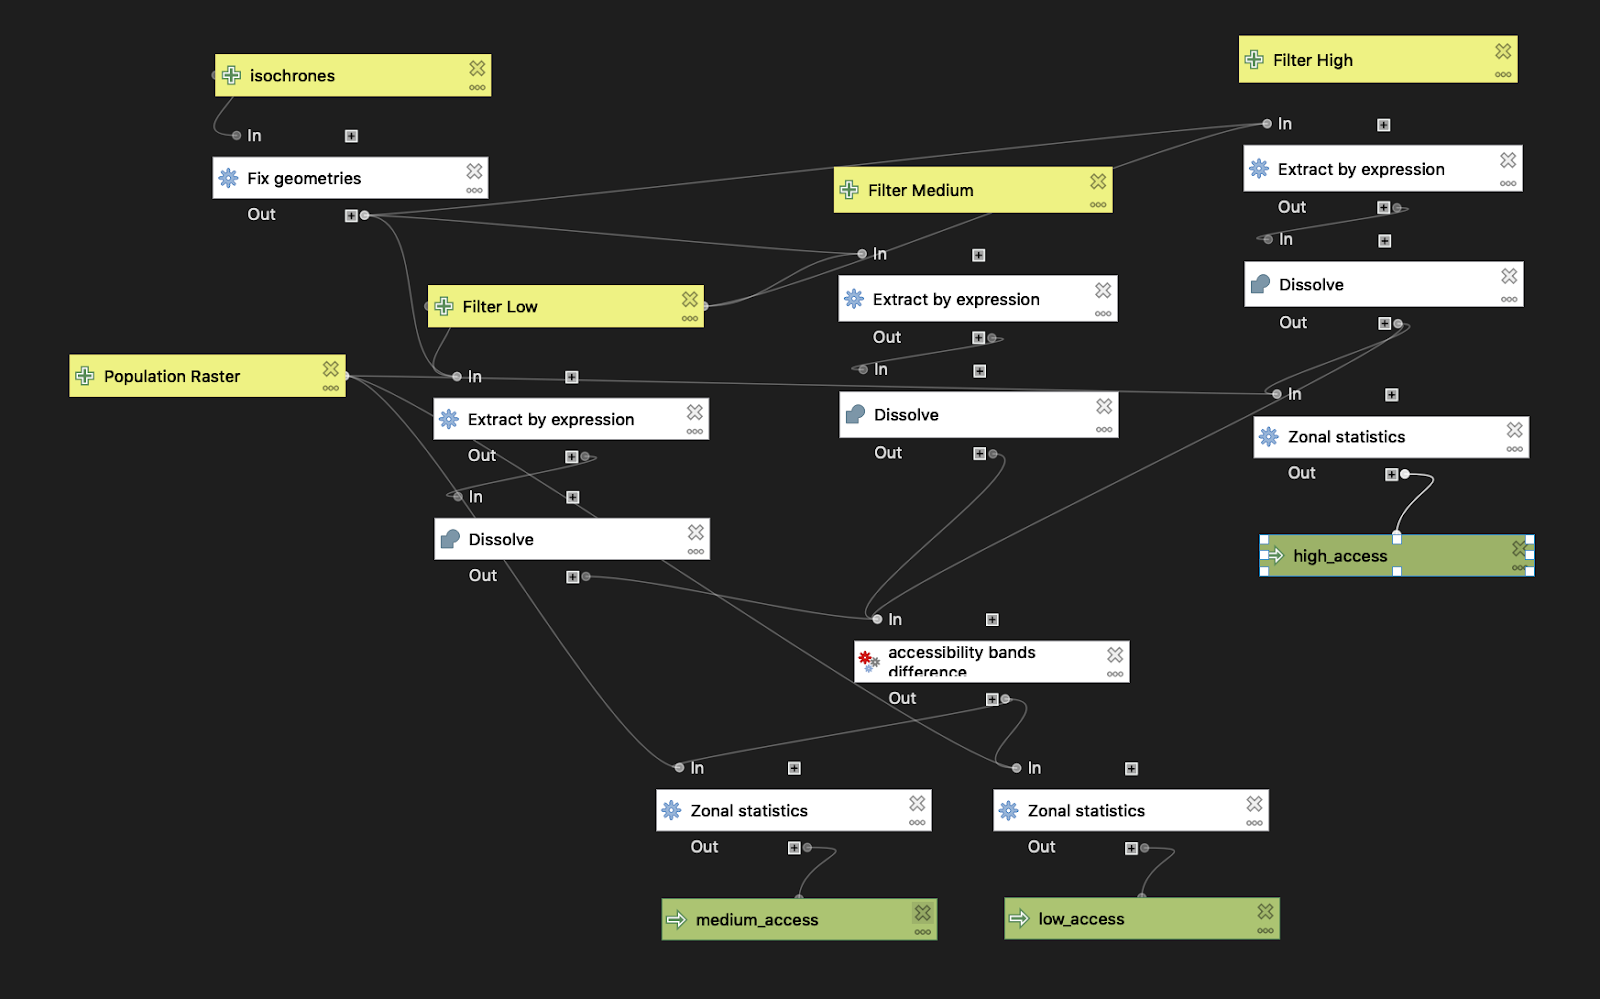 isochrones
In
Fix geometries
Out
Filter High
In
Extract by expression
Out
In
Dissolve
Out
In
Zonal statistics
Out
high_access
Filter Medium
In
Extract by expression
Out
In
Dissolve
Out
Filter Low
Population Raster
In
Extract by expression
Out
In
Dissolve
Out
In
accessibility bands
difference
Out
In
Zonal statistics
Out
medium_access
In
Zonal statistics
Out
low_access